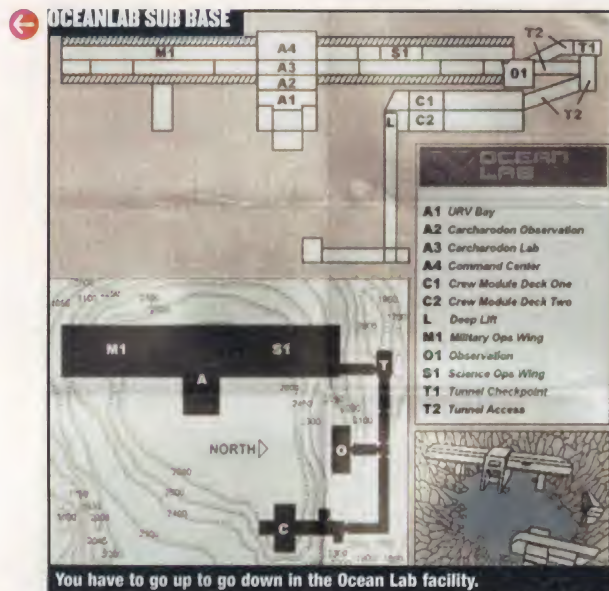 OCEANLAB SUB BASE
M1
A4
A3
A2
A1
S1
T2
T1
O1
T2
C1
L
C2
OCEAN
LAB
A1 URV Bay
A2 Carcharodon Observation
A3 Carcharodon Lab
A4 Command Center
C1 Crew Module Deck One
C2 Crew Module Deck Two
L Deep Lift
M1 Military Ops Wing
O1 Observation
S1 Science Ops Wing
T1 Tunnel Checkpoint
T2 Tunnel Access
M1
S1
A
T
NORTH
O
C
You have to go up to go down in the Ocean Lab facility.